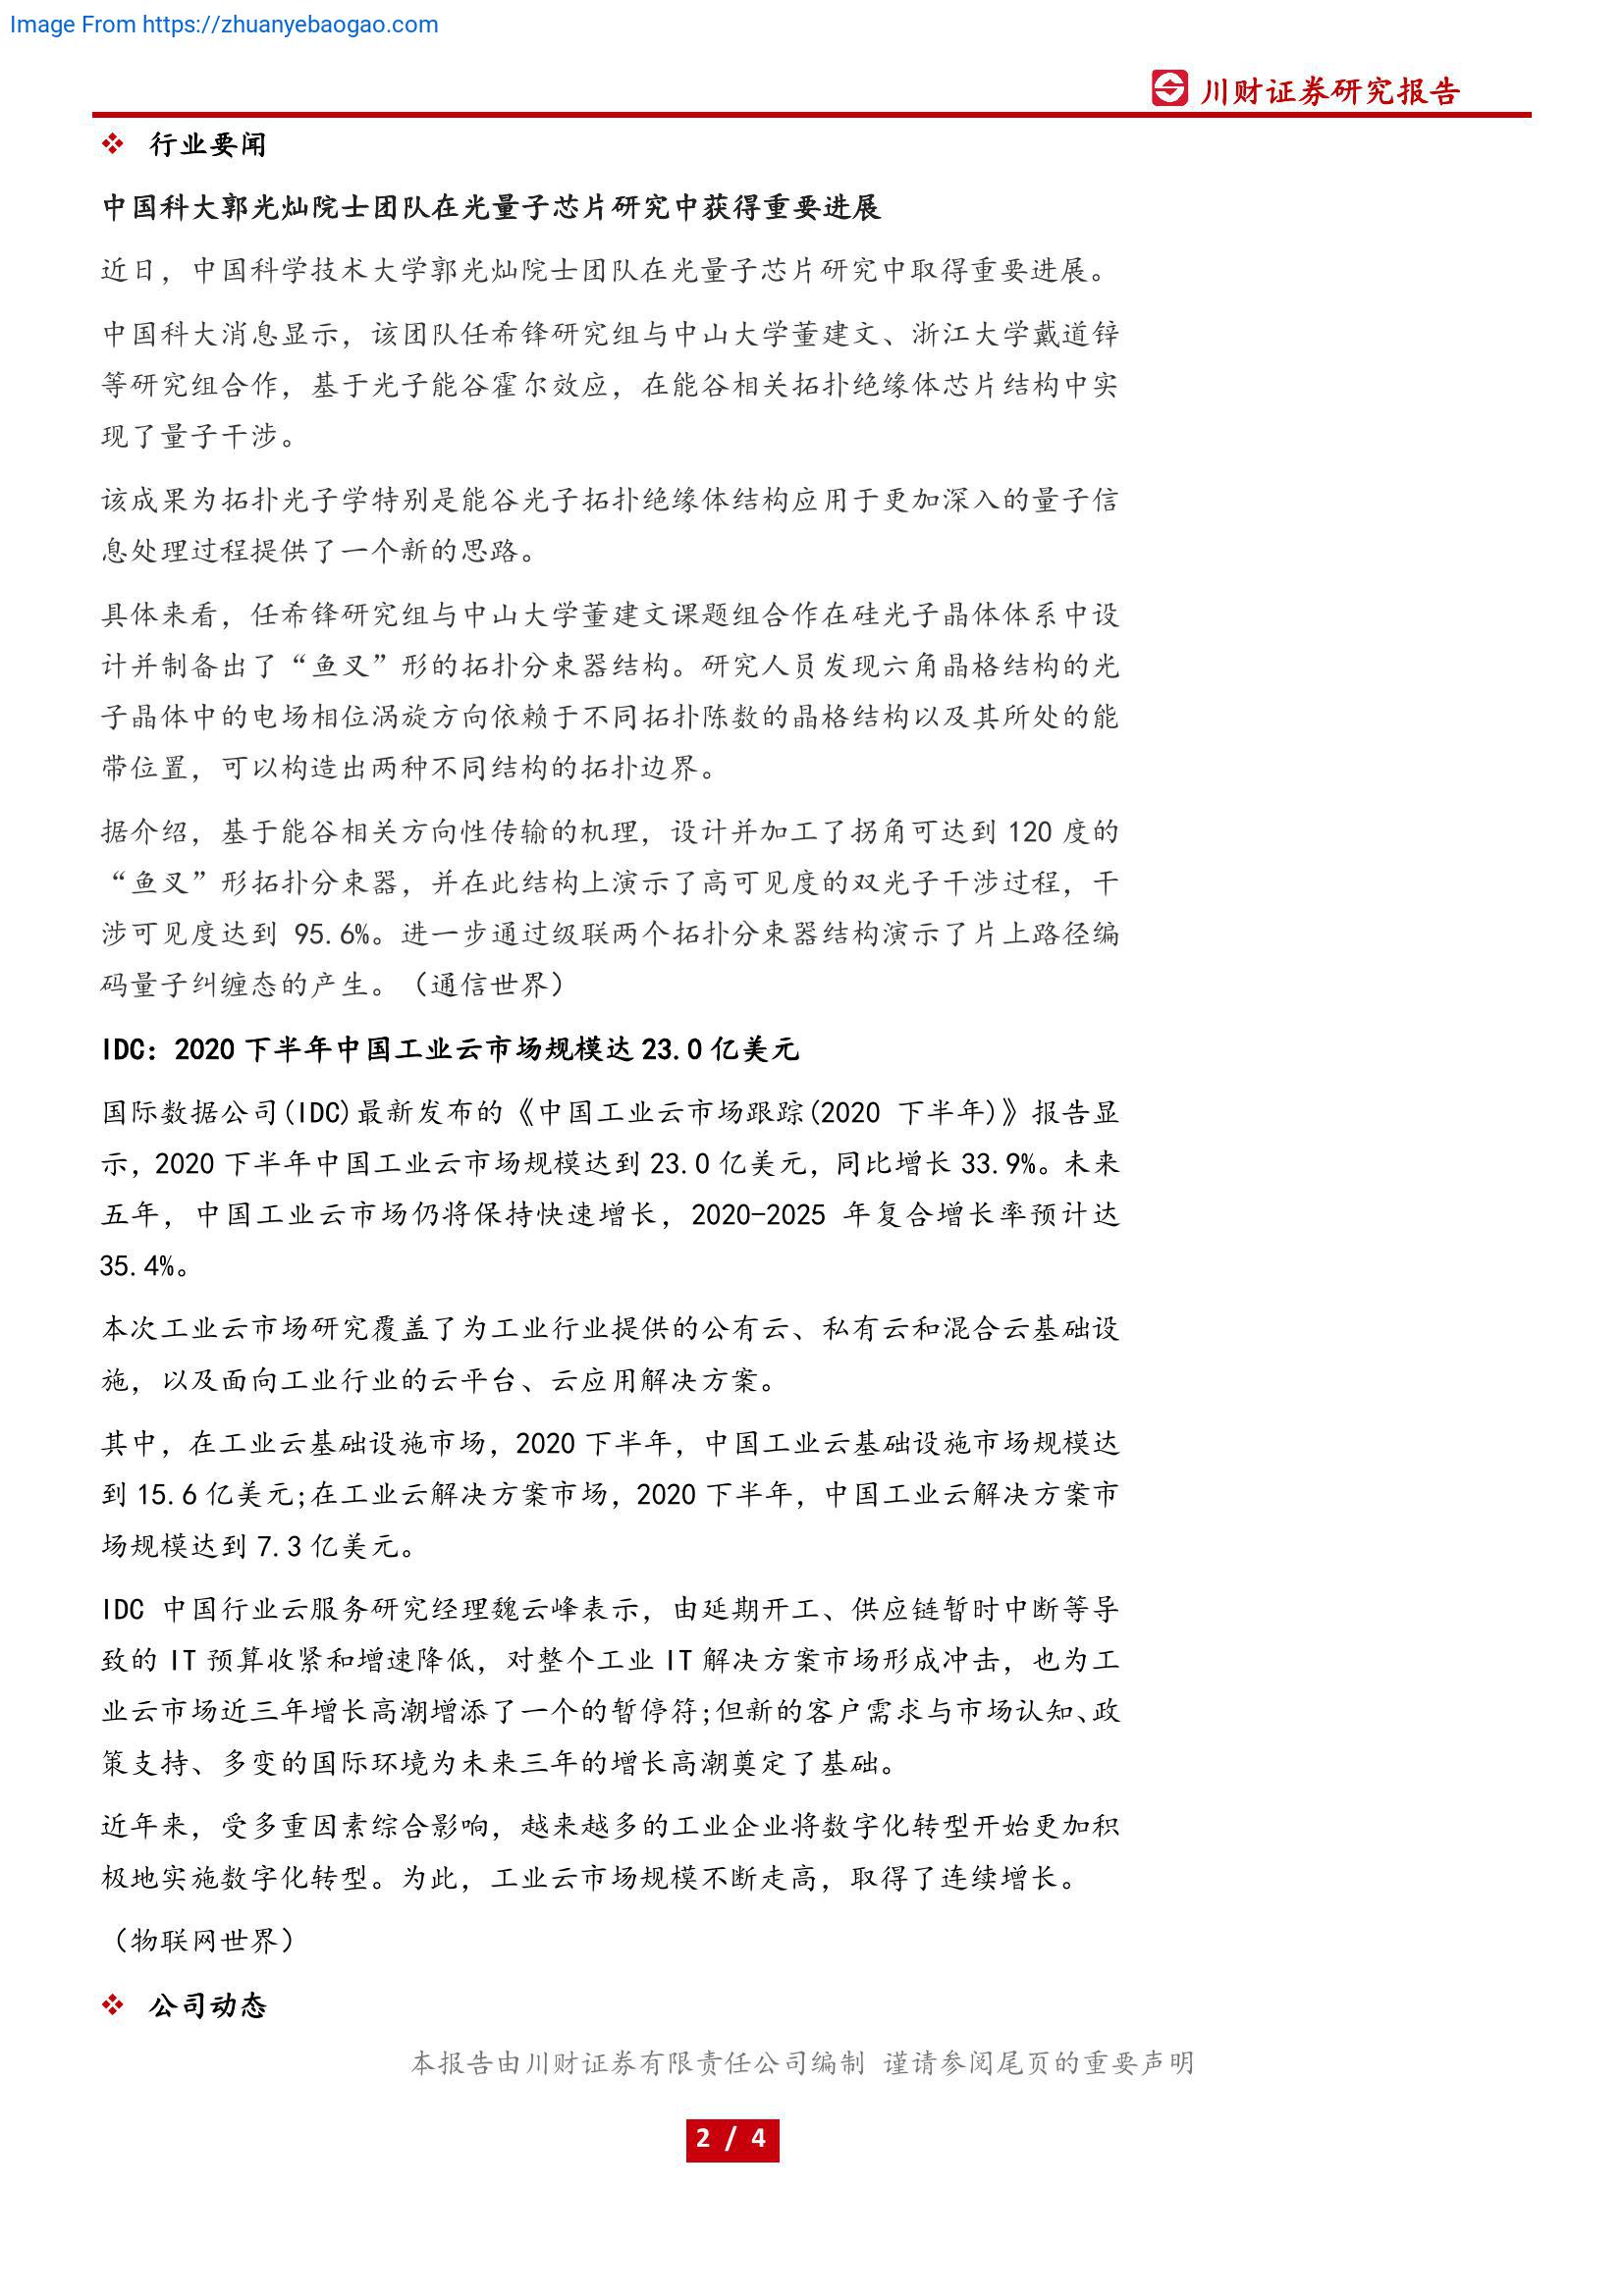 Image From https://zhuanyebaogao.com
川财证券研究报告
行业要闻
中国科大郭光灿院士团队在光量子芯片研究中获得重要进展
近日，中国科学技术大学郭光灿院士团队在光量子芯片研究中取得重要进展。
中国科大消息显示，该团队任希锋研究组与中山大学董建文、浙江大学戴道锌
等研究组合作，基于光子能谷霍尔效应，在能谷相关拓扑绝缘体芯片结构中实
现了量子干涉。
该成果为拓扑光子学特别是能谷光子拓扑绝缘体结构应用于更加深入的量子信
息处理过程提供了一个新的思路。
具体来看，任希锋研究组与中山大学董建文课题组合作在硅光子晶体体系中设
计并制备出了“鱼叉”形的拓扑分束器结构。研究人员发现六角晶格结构的光
子晶体中的电场相位涡旋方向依赖于不同拓扑陈数的晶格结构以及其所处的能
带位置，可以构造出两种不同结构的拓扑边界。
据介绍，基于能谷相关方向性传输的机理，设计并加工了拐角可达到 120 度的
“鱼叉”形拓扑分束器，并在此结构上演示了高可见度的双光子干涉过程，干
涉可见度达到 95.6%。进一步通过级联两个拓扑分束器结构演示了片上路径编
码量子纠缠态的产生。（通信世界）
IDC：2020 下半年中国工业云市场规模达 23.0 亿美元
国际数据公司(IDC)最新发布的《中国工业云市场跟踪(2020 下半年)》报告显
示，2020 下半年中国工业云市场规模达到 23.0 亿美元，同比增长 33.9%。未来
五年，中国工业云市场仍将保持快速增长，2020-2025 年复合增长率预计达
35.4%。
本次工业云市场研究覆盖了为工业行业提供的公有云、私有云和混合云基础设
施，以及面向工业行业的云平台、云应用解决方案。
其中，在工业云基础设施市场，2020 下半年，中国工业云基础设施市场规模达
到 15.6 亿美元;在工业云解决方案市场，2020 下半年，中国工业云解决方案市
场规模达到 7.3 亿美元。
IDC 中国行业云服务研究经理魏云峰表示，由延期开工、供应链暂时中断等导
致的 IT 预算收紧和增速降低，对整个工业 IT 解决方案市场形成冲击，也为工
业云市场近三年增长高潮增添了一个的暂停符;但新的客户需求与市场认知、政
策支持、多变的国际环境为未来三年的增长高潮奠定了基础。
近年来，受多重因素综合影响，越来越多的工业企业将数字化转型开始更加积
极地实施数字化转型。为此，工业云市场规模不断走高，取得了连续增长。
（物联网世界）
公司动态
本报告由川财证券有限责任公司编制 谨请参阅尾页的重要声明
2 / 4